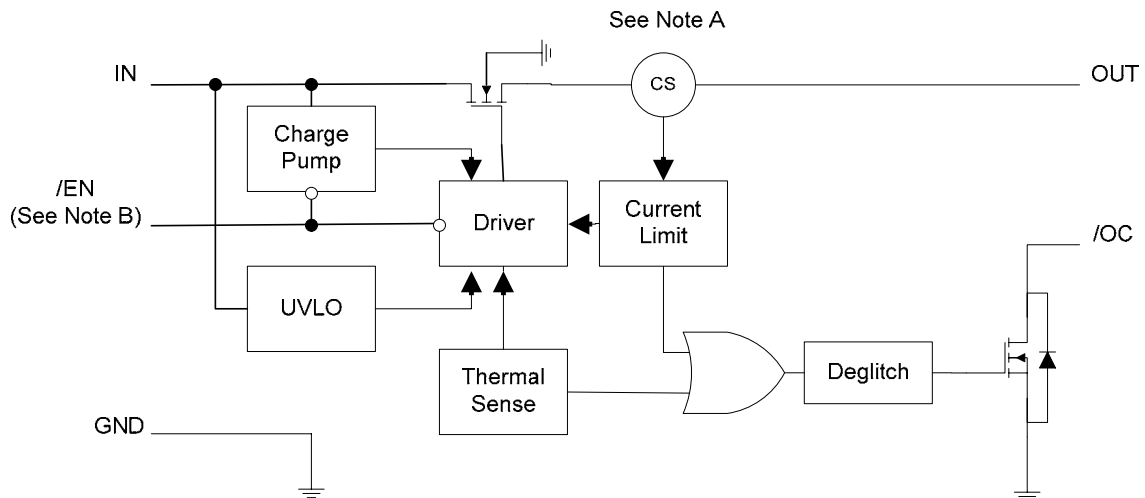 See Note A
IN
CS
OUT
Charge
Pump
/EN
(See Note B)
Driver
Current
Limit
/OC
UVLO
Thermal
Sense
Deglitch
GND